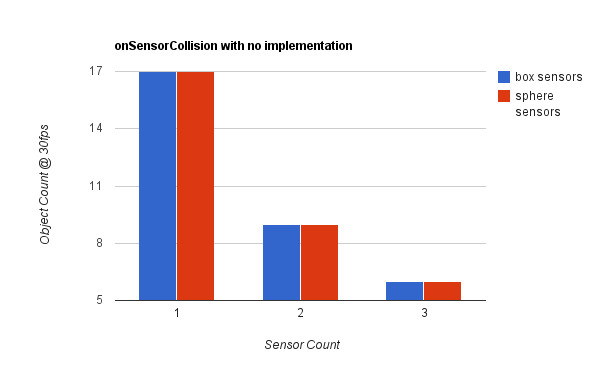 onSensorCollision with no implementation
17
14
11
8
5
Object Count @ 30fps
1
2
3
Sensor Count
box sensors
sphere
sensors